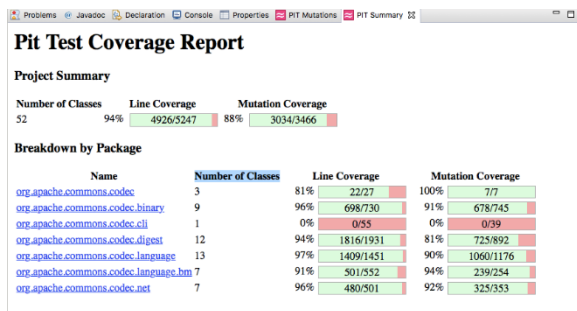 Problems @ Javadoc Declaration Console Properties PIT Mutations PIT Summary
Pit Test Coverage Report
Project Summary
Number of Classes Line Coverage Mutation Coverage
52 94% 4926/5247 88% 3034/3466
Breakdown by Package
Name Number of Classes Line Coverage Mutation Coverage
org.apache.commons.codec 3 81% 22/27 100% 7/7
org.apache.commons.codec.binary 9 96% 698/730 91% 678/745
org.apache.commons.codec.cli 1 0% 0/55 0% 0/39
org.apache.commons.codec.digest 12 94% 1816/1931 81% 725/892
org.apache.commons.codec.language 13 97% 1409/1451 90% 1060/1176
org.apache.commons.codec.language.bm 7 91% 501/552 94% 239/254
org.apache.commons.codec.net 7 96% 480/501 92% 325/353